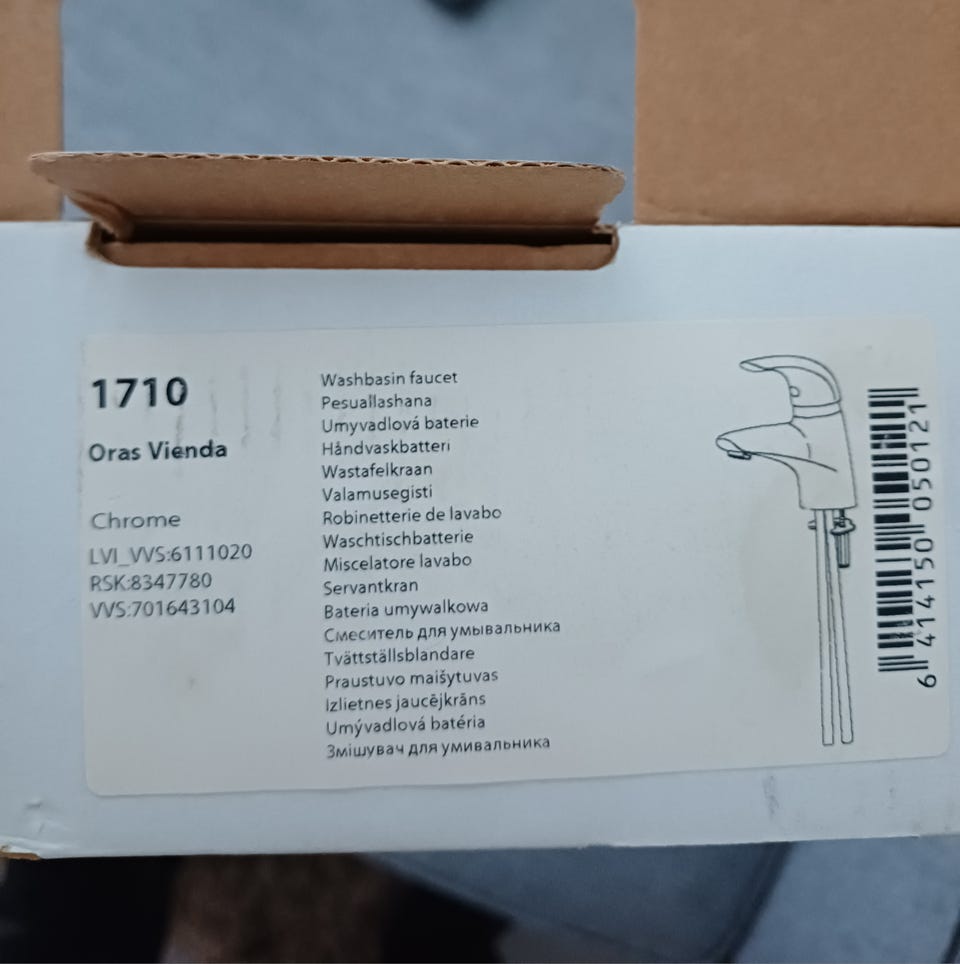 1710
Oras Vienda
Chrome
LVI_VVS:6111020
RSK:8347780
VVS:701643104
Washbasin faucet
Pesuallashana
Umyvadlová baterie
Håndvaskbatteri
Wastafelkraan
Valamusegisti
Robinetterie de lavabo
Waschtischbatterie
Miscelatore lavabo
Servantkran
Bateria umywalkowa
Смеситель для умывальника
Tvättställsblandare
Praustuvo maišytuvas
Izlietnes jaucējkrāns
Umývadlová batéria
Змішувач для умивальника
6 414150 050121